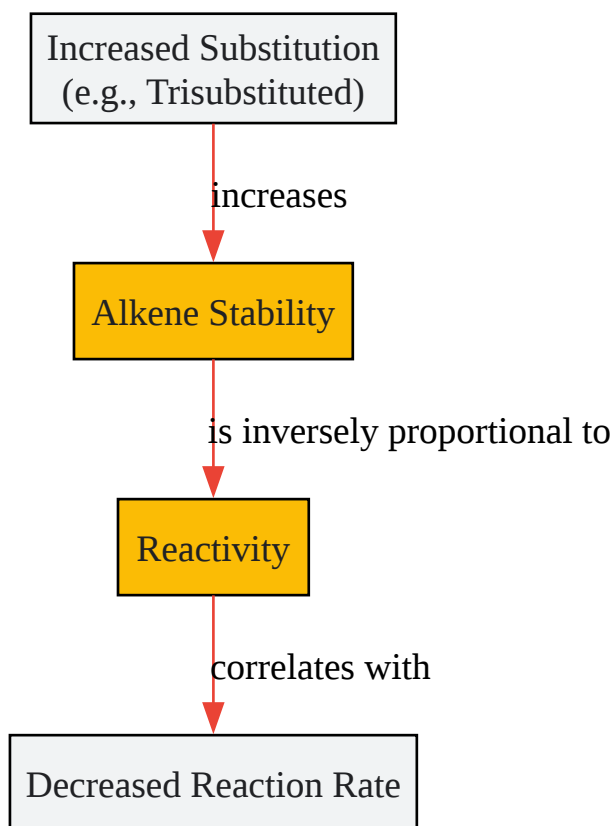 Increased Substitution
(e.g., Trisubstituted)
increases
Alkene Stability
is inversely proportional to
Reactivity
correlates with
Decreased Reaction Rate